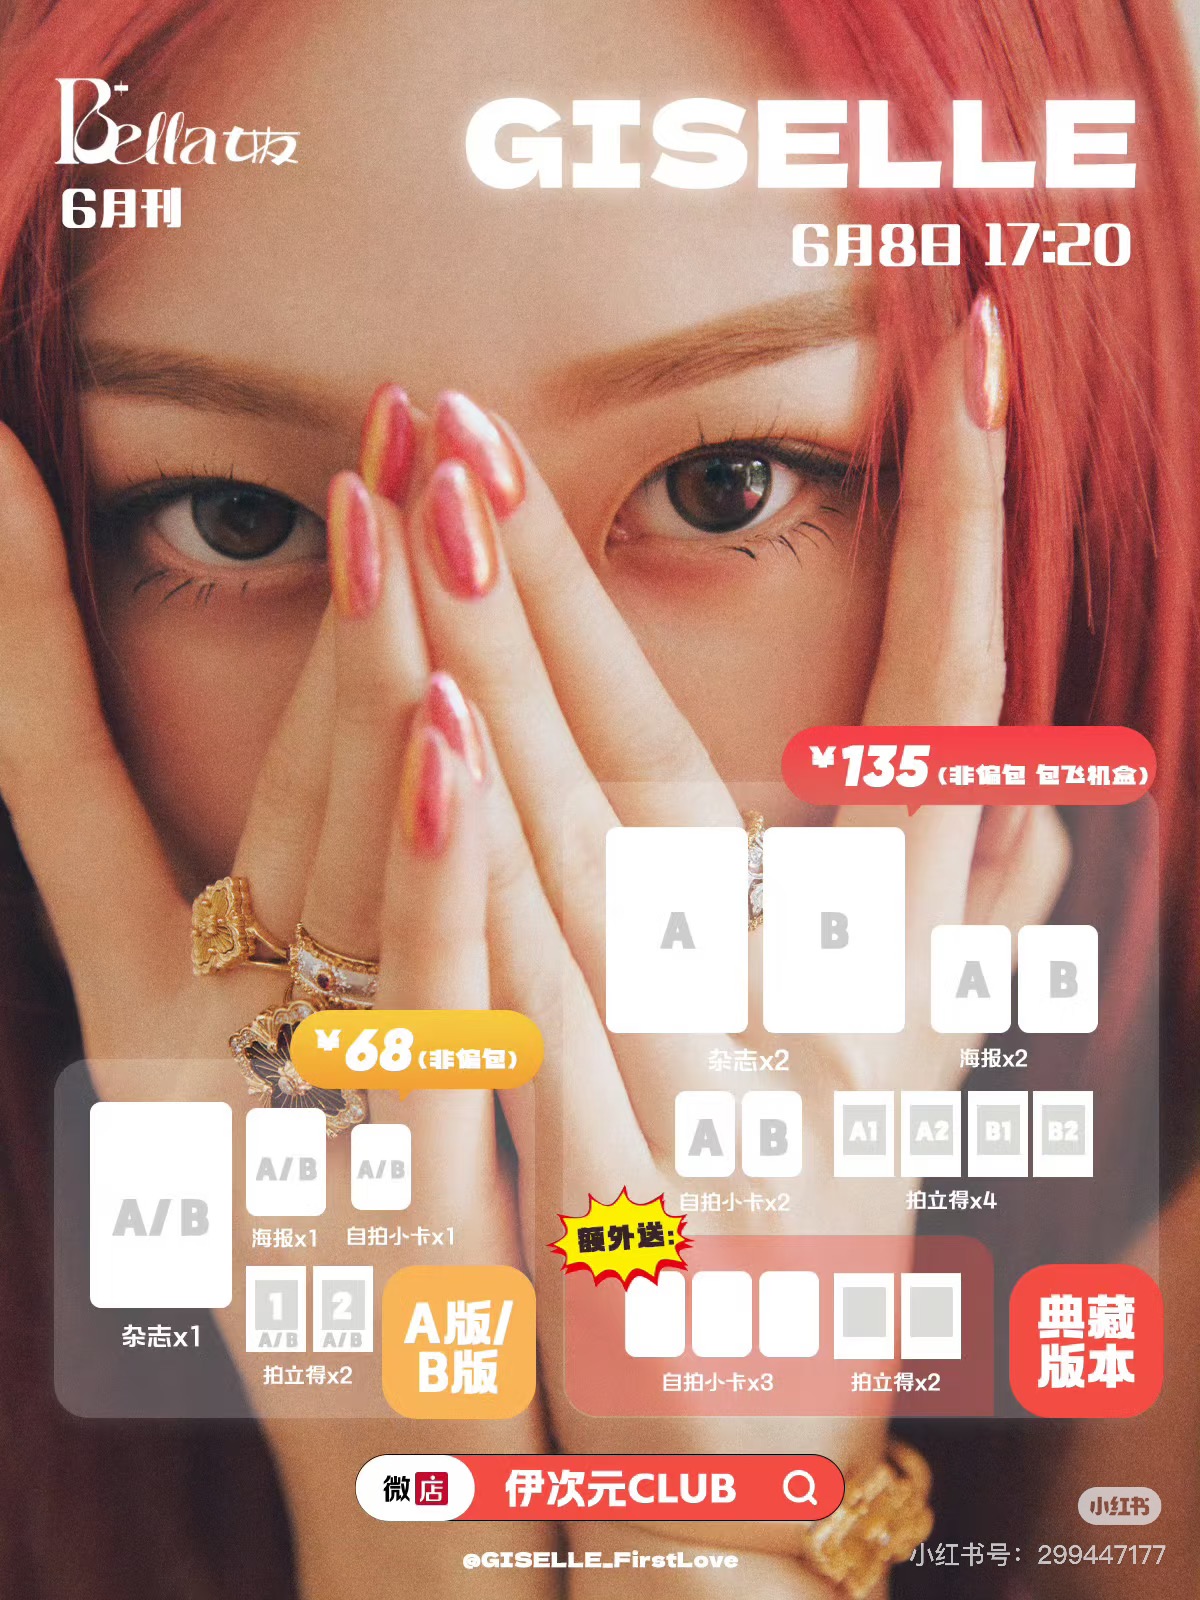 Bella女友
6月刊
GISELLE
6月8日 17:20
¥135(非偏包 包飞机盒)
A
B
杂志x2
A
B
海报x2
A
B
自拍小卡x2
A1
A2
B1
B2
拍立得x4
额外送:
自拍小卡x3
拍立得x2
典藏
版本
¥68(非偏包)
A/B
杂志x1
A/B
海报x1
A/B
自拍小卡x1
1
A/B
2
A/B
拍立得x2
A版/
B版
微店
伊次元CLUB
@GISELLE_FirstLove
小红书
小红书号：299447177